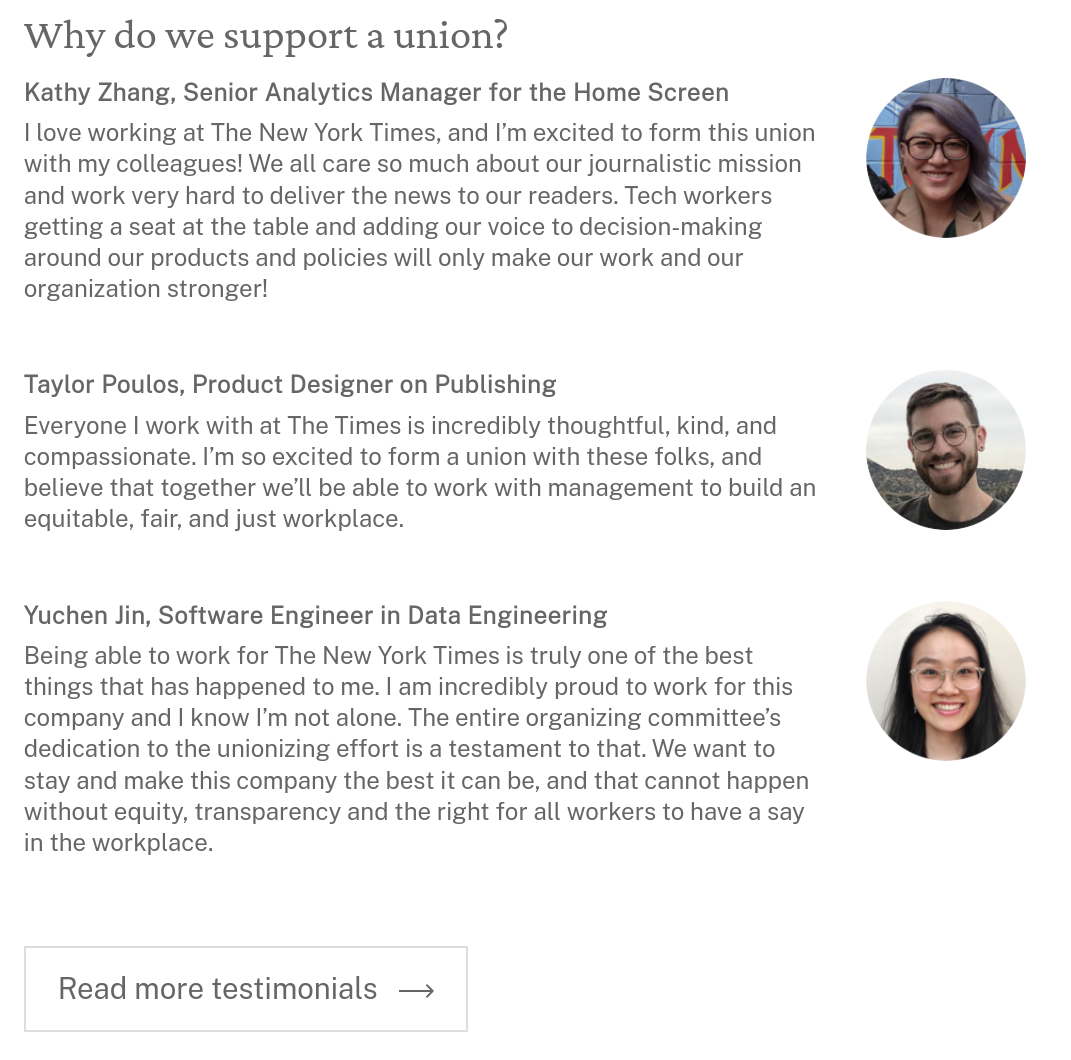 Why do we support a union?
Kathy Zhang, Senior Analytics Manager for the Home Screen
I love working at The New York Times, and I’m excited to form this union
with my colleagues! We all care so much about our journalistic mission
and work very hard to deliver the news to our readers. Tech workers
getting a seat at the table and adding our voice to decision-making
around our products and policies will only make our work and our
organization stronger!
Taylor Poulos, Product Designer on Publishing
Everyone I work with at The Times is incredibly thoughtful, kind, and
compassionate. I’m so excited to form a union with these folks, and
believe that together we’ll be able to work with management to build an
equitable, fair, and just workplace.
Yuchen Jin, Software Engineer in Data Engineering
Being able to work for The New York Times is truly one of the best
things that has happened to me. I am incredibly proud to work for this
company and I know I’m not alone. The entire organizing committee’s
dedication to the unionizing effort is a testament to that. We want to
stay and make this company the best it can be, and that cannot happen
without equity, transparency and the right for all workers to have a say
in the workplace.
Read more testimonials →